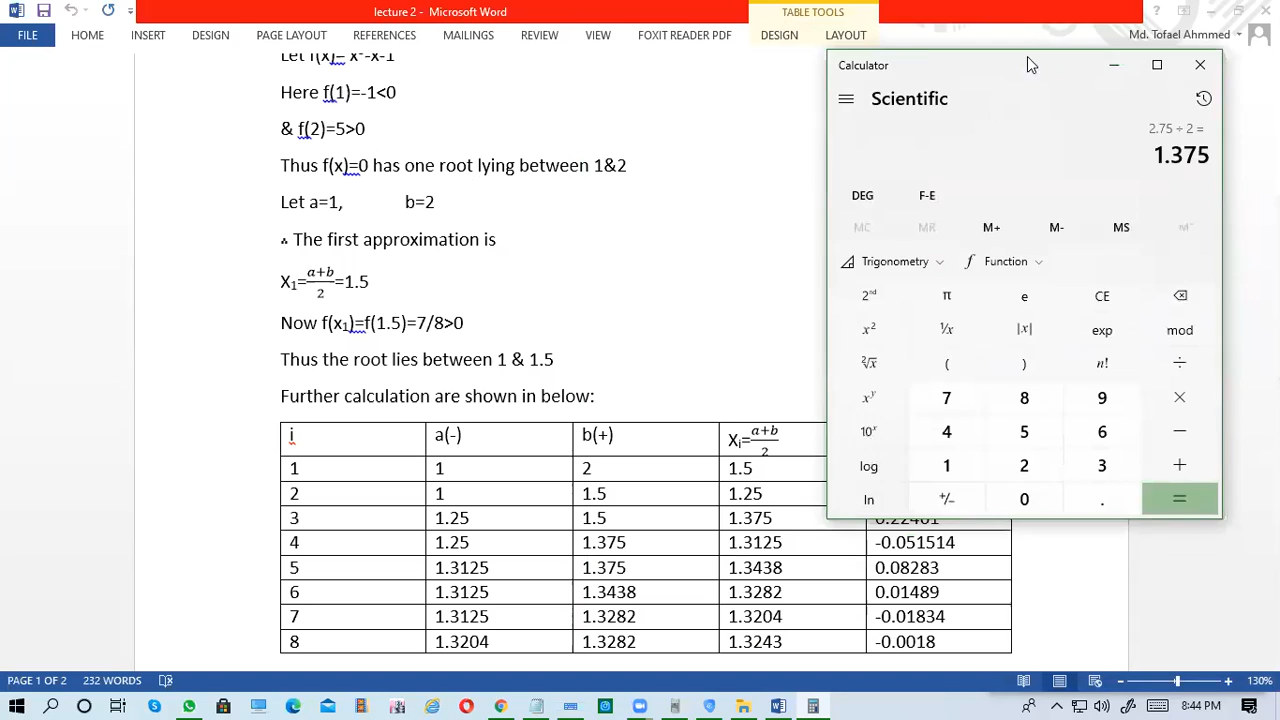 lecture 2 - Microsoft Word
TABLE TOOLS
FILE HOME INSERT DESIGN PAGE LAYOUT REFERENCES MAILINGS REVIEW VIEW FOXIT READER PDF DESIGN LAYOUT Md. Tofael Ahmmed
Here f(1)=-1<0
& f(2)=5>0
Thus f(x)=0 has one root lying between 1&2
Let a=1, b=2
∴ The first approximation is
X₁=a+b/2=1.5
Now f(x₁)=f(1.5)=7/8>0
Thus the root lies between 1 & 1.5
Further calculation are shown in below:
i a(-) b(+) Xᵢ=a+b/2
1 1 2 1.5
2 1 1.5 1.25
3 1.25 1.5 1.375
4 1.25 1.375 1.3125 -0.051514
5 1.3125 1.375 1.3438 0.08283
6 1.3125 1.3438 1.3282 0.01489
7 1.3125 1.3282 1.3204 -0.01834
8 1.3204 1.3282 1.3243 -0.0018
Calculator
Scientific
2.75 ÷ 2 =
1.375
DEG F-E
MC MR M+ M- MS M˅
Trigonometry Function
2ⁿᵈ π e CE
x² ¹/x |x| exp mod
²√x ( ) n! ÷
xʸ 7 8 9 ×
10ˣ 4 5 6 −
log 1 2 3 +
ln +/− 0 . =
PAGE 1 OF 2 232 WORDS 130%
8:44 PM